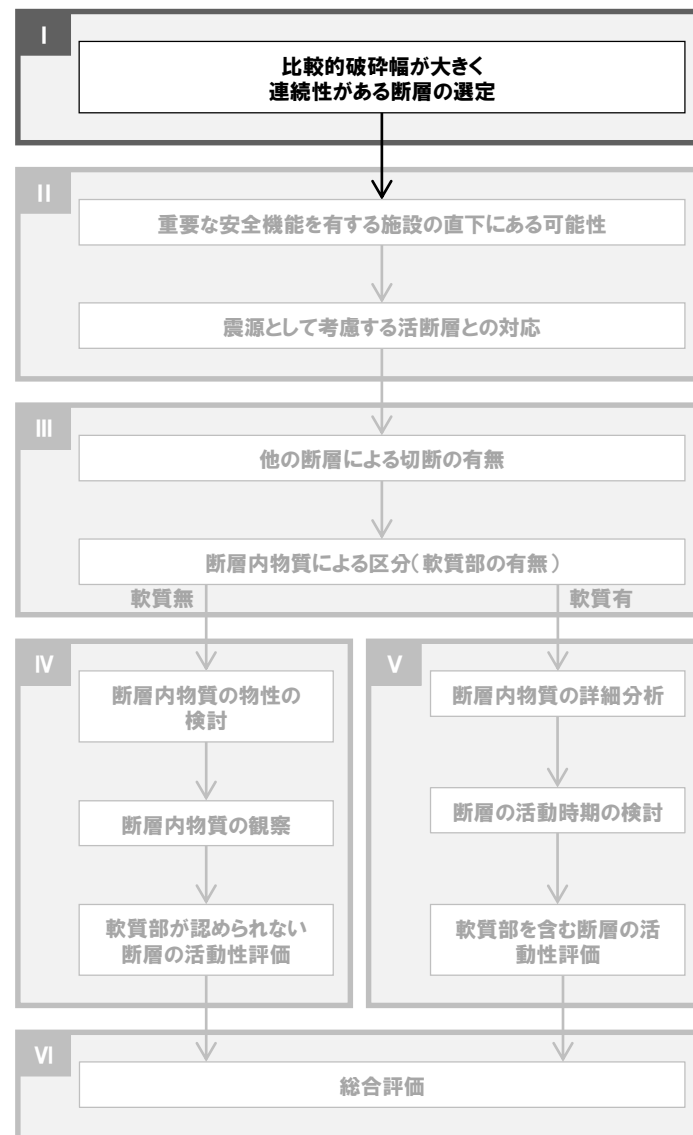 I
比較的破砕幅が大きく
連続性がある断層の選定
II
重要な安全機能を有する施設の直下にある可能性
震源として考慮する活断層との対応
III
他の断層による切断の有無
断層内物質による区分(軟質部の有無)
軟質無
軟質有
IV
断層内物質の物性の
検討
断層内物質の観察
軟質部が認められない
断層の活動性評価
V
断層内物質の詳細分析
断層の活動時期の検討
軟質部を含む断層の活
動性評価
VI
総合評価